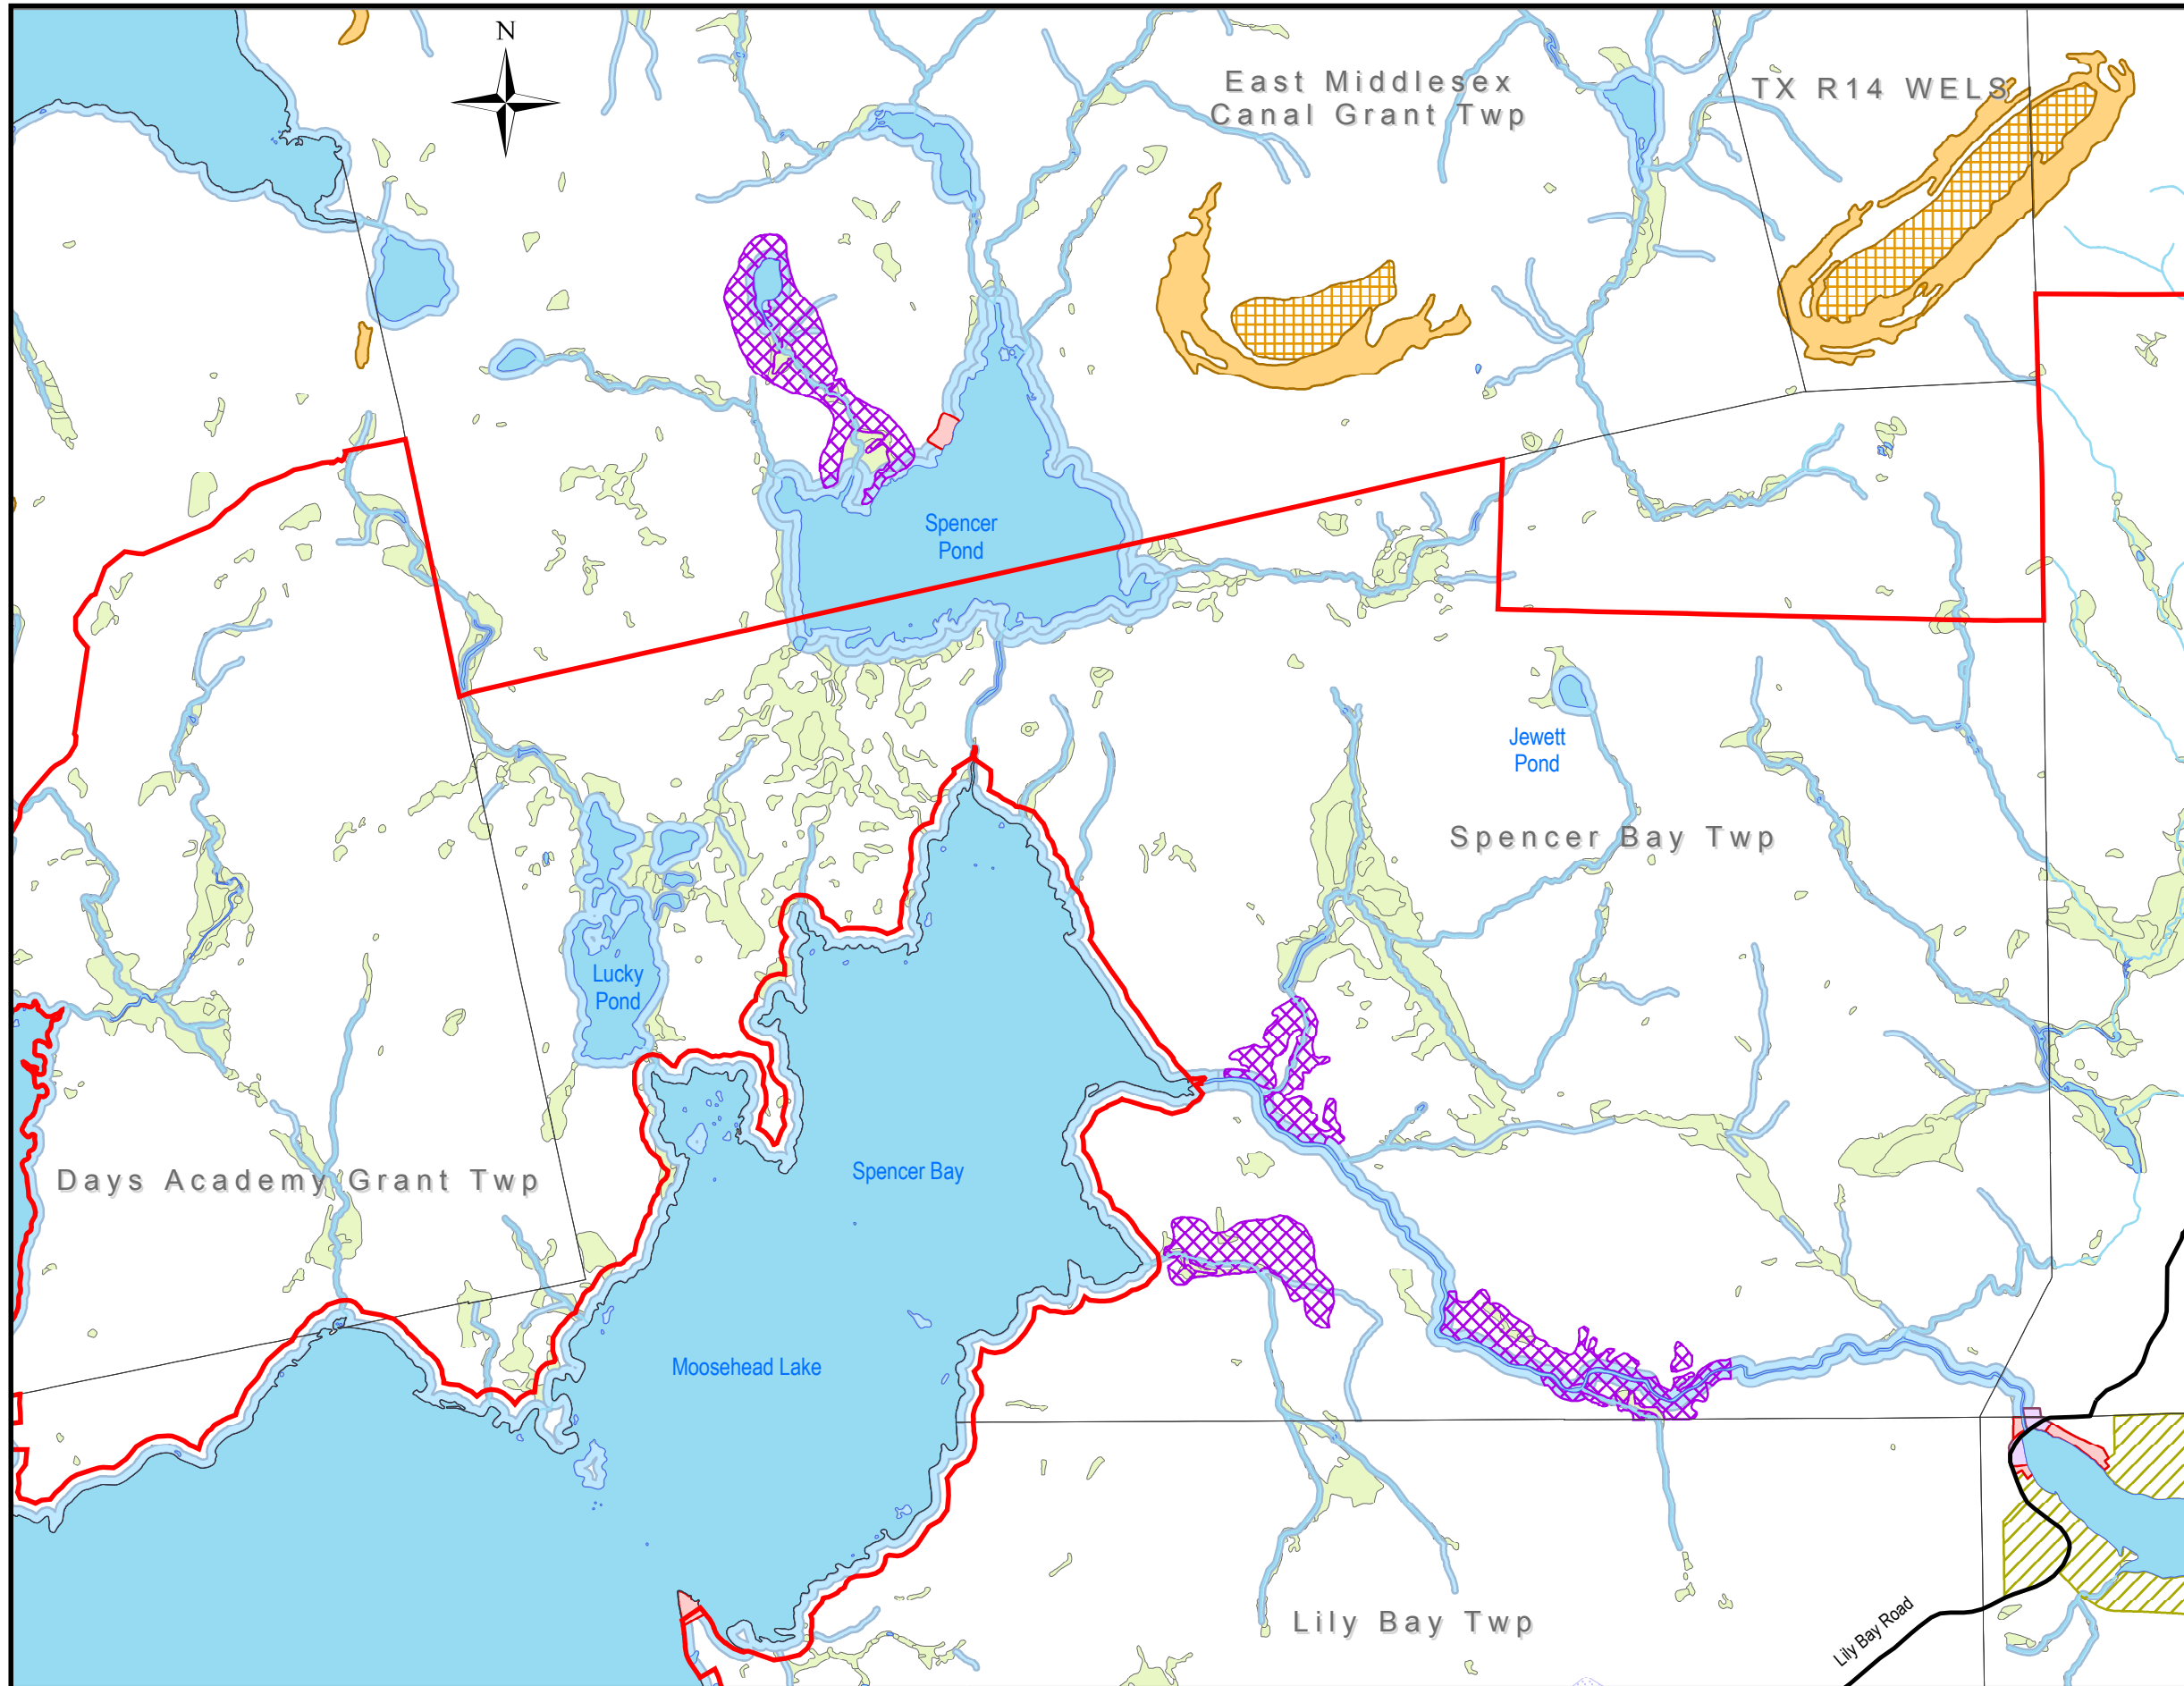 N
East Middlesex
Canal Grant Twp
TX R14 WELS
Spencer
Pond
Jewett
Pond
Spencer Bay Twp
Lucky
Pond
Days Academy Grant Twp
Spencer Bay
Moosehead Lake
Lily Bay Twp
Lily Bay Road